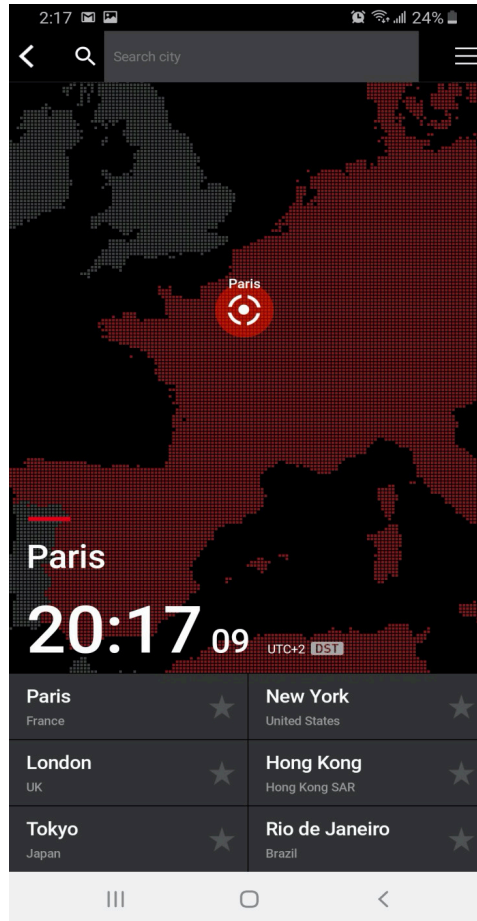 2:17 24%
Search city
Paris
Paris
20:17 09 UTC+2 DST
Paris New York
France United States
London Hong Kong
UK Hong Kong SAR
Tokyo Rio de Janeiro
Japan Brazil